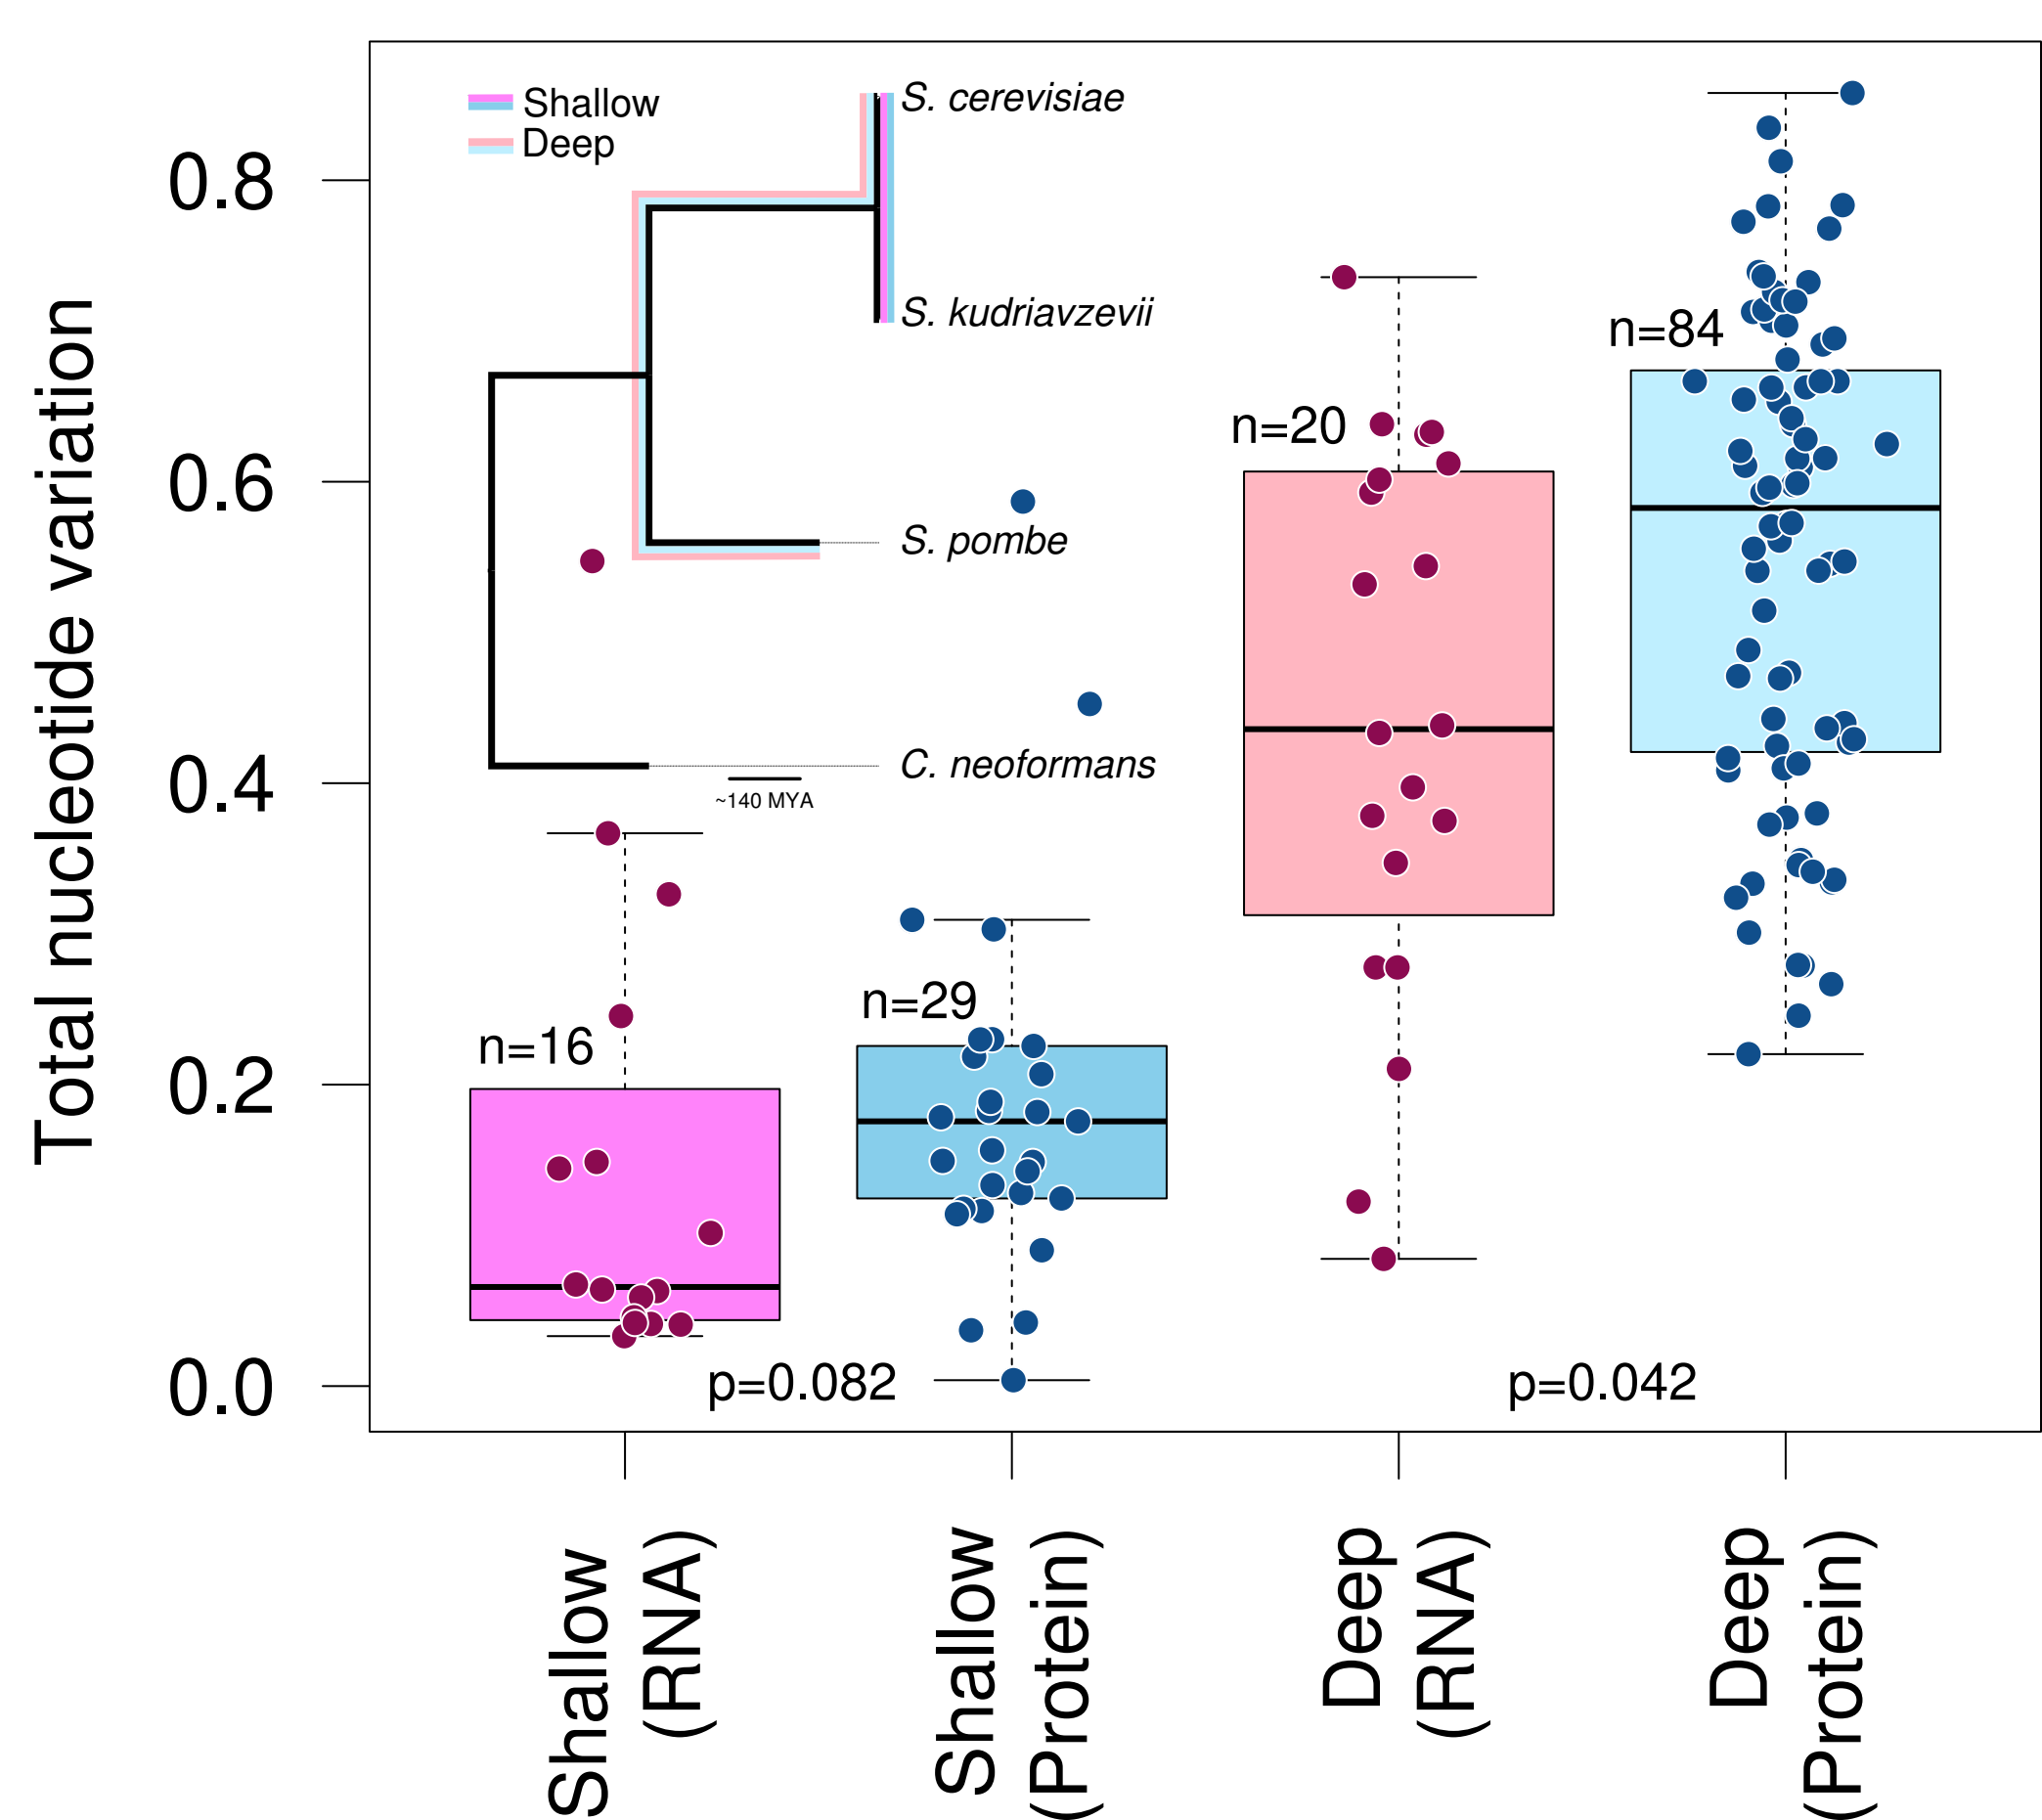 Total nucleotide variation
0.8
0.6
0.4
0.2
0.0
Shallow
Deep
S. cerevisiae
S. kudriavzevii
S. pombe
C. neoformans
~140 MYA
n=16
n=29
n=20
n=84
p=0.082
p=0.042
Shallow
(RNA)
Shallow
(Protein)
Deep
(RNA)
Deep
(Protein)